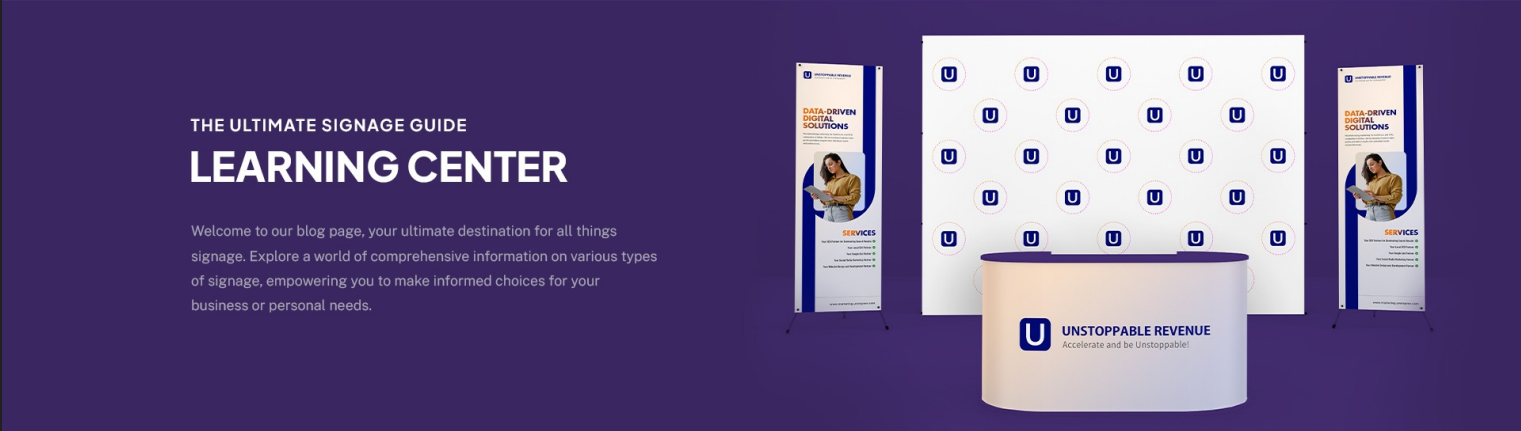 THE ULTIMATE SIGNAGE GUIDE
LEARNING CENTER
Welcome to our blog page, your ultimate destination for all things
signage. Explore a world of comprehensive information on various types
of signage, empowering you to make informed choices for your
business or personal needs.
U UNSTOPPABLE REVENUE
DATA-DRIVEN
DIGITAL
SOLUTIONS
SERVICES
U U U U U
U U U U
U U U U U
U U U U
U U U U U
U UNSTOPPABLE REVENUE
Accelerate and be Unstoppable!
U UNSTOPPABLE REVENUE
DATA-DRIVEN
DIGITAL
SOLUTIONS
SERVICES